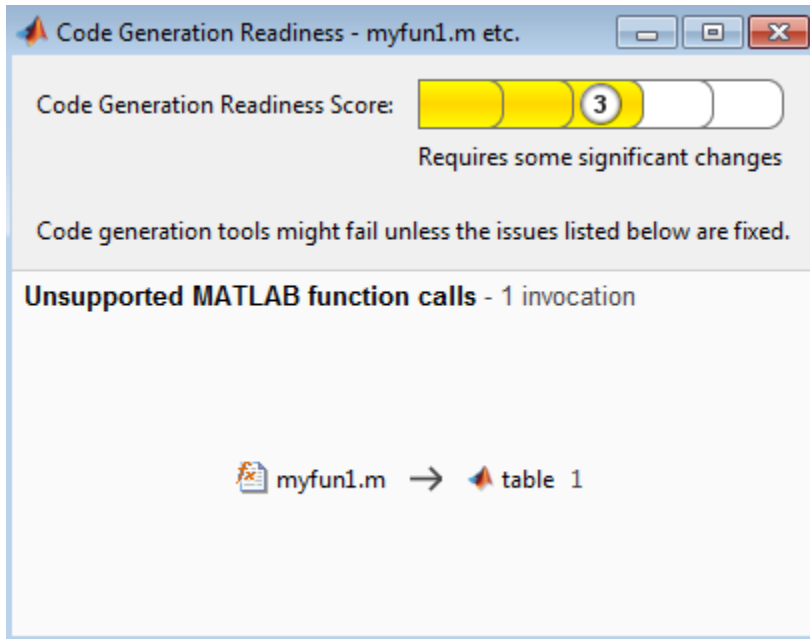 Code Generation Readiness - myfun1.m etc.
Code Generation Readiness Score: 3
Requires some significant changes
Code generation tools might fail unless the issues listed below are fixed.
Unsupported MATLAB function calls - 1 invocation
fx myfun1.m → table 1